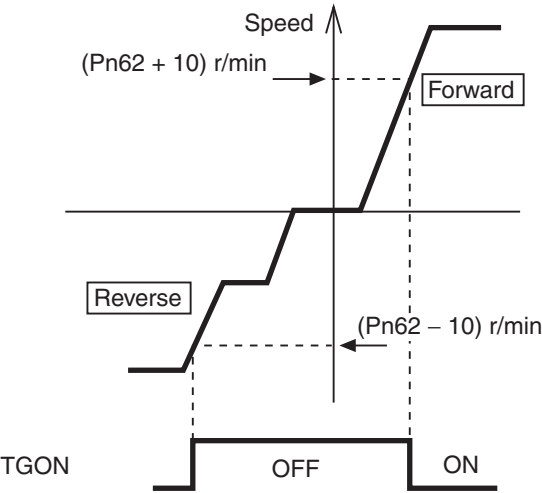 Speed
(Pn62 + 10) r/min
Forward
Reverse
(Pn62 − 10) r/min
TGON
OFF
ON